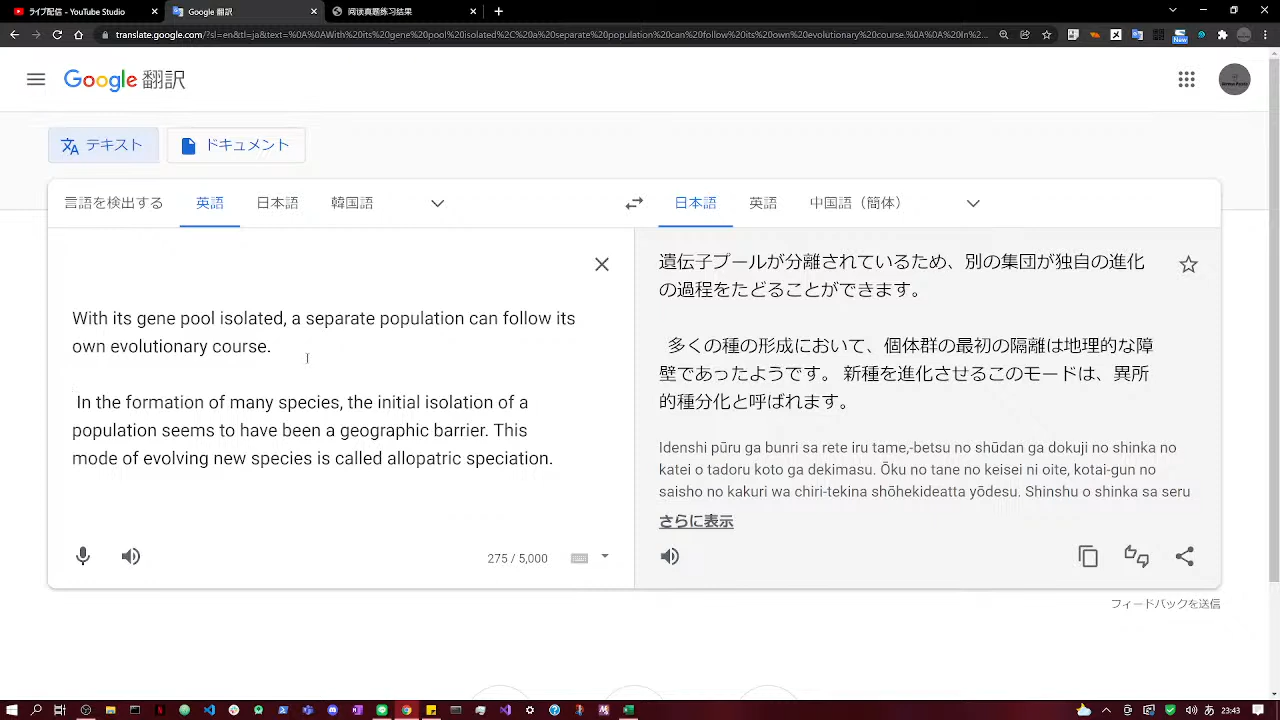 ライブ配信 - YouTube Studio
Google 翻訳
阅读真题练习结果
translate.google.com/?sl=en&tl=ja&text=%0A%0AWith%20its%20gene%20pool%20isolated%2C%20a%20separate%20population%20can%20follow%20its%20own%20evolutionary%20course.%0A%0A%20In%2...
Google 翻訳
テキスト
ドキュメント
言語を検出する 英語 日本語 韓国語
日本語 英語 中国語（簡体）
With its gene pool isolated, a separate population can follow its
own evolutionary course.
In the formation of many species, the initial isolation of a
population seems to have been a geographic barrier. This
mode of evolving new species is called allopatric speciation.
275 / 5,000
遺伝子プールが分離されているため、別の集団が独自の進化
の過程をたどることができます。
多くの種の形成において、個体群の最初の隔離は地理的な障
壁であったようです。 新種を進化させるこのモードは、異所
的種分化と呼ばれます。
Idenshi pūru ga bunri sa rete iru tame,-betsu no shūdan ga dokuji no shinka no
katei o tadoru koto ga dekimasu. Ōku no tane no keisei ni oite, kotai-gun no
saisho no kakuri wa chiri-tekina shōhekideatta yōdesu. Shinshu o shinka sa seru
さらに表示
フィードバックを送信
23:43